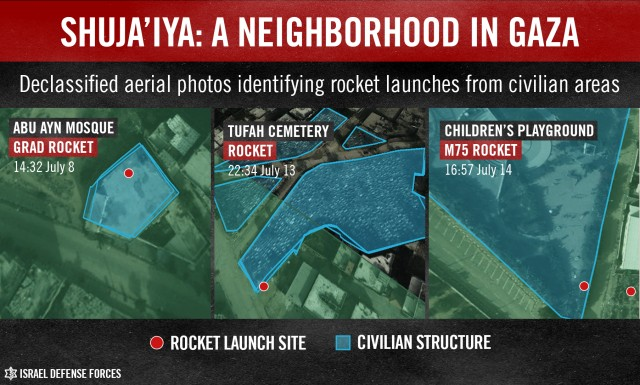 SHUJA'IYA: A NEIGHBORHOOD IN GAZA
Declassified aerial photos identifying rocket launches from civilian areas
ABU AYN MOSQUE
GRAD ROCKET
14:32 July 8
TUFAH CEMETERY
ROCKET
22:34 July 13
CHILDREN'S PLAYGROUND
M75 ROCKET
16:57 July 14
ROCKET LAUNCH SITE
CIVILIAN STRUCTURE
ISRAEL DEFENSE FORCES